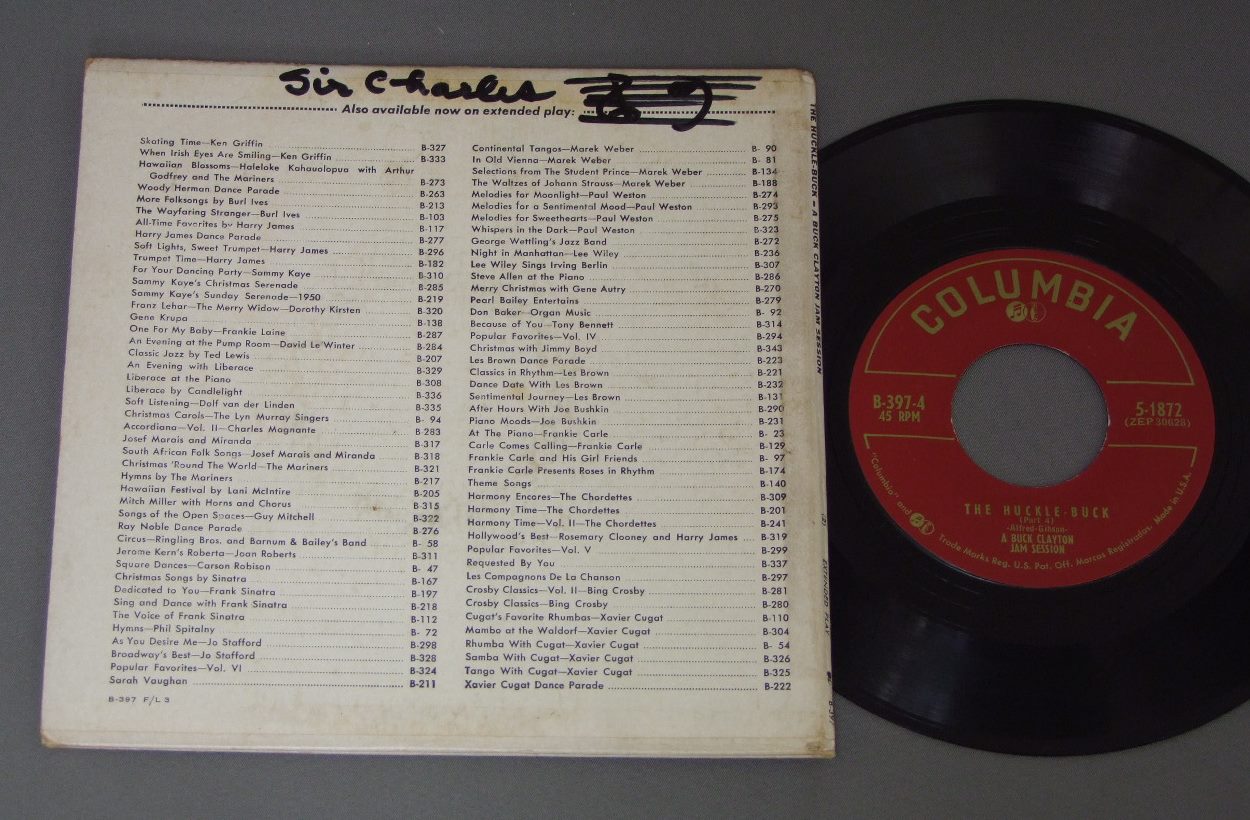 Sir Charles
Also available now on extended play:
Skating Time—Ken Griffin B-327
When Irish Eyes Are Smiling—Ken Griffin B-333
Hawaiian Blossoms—Haleloke Kahauolopua with Arthur
Godfrey and The Mariners B-273
Woody Herman Dance Parade B-263
More Folksongs by Burl Ives B-213
The Wayfaring Stranger—Burl Ives B-103
All-Time Favorites by Harry James B-117
Harry James Dance Parade B-277
Soft Lights, Sweet Trumpet—Harry James B-296
Trumpet Time—Harry James B-182
For Your Dancing Party—Sammy Kaye B-310
Sammy Kaye's Christmas Serenade B-285
Sammy Kaye's Sunday Serenade—1950 B-219
Franz Lehar—The Merry Widow—Dorothy Kirsten B-320
Gene Krupa B-138
One For My Baby—Frankie Laine B-287
An Evening at the Pump Room—David Le Winter B-284
Classic Jazz by Ted Lewis B-207
An Evening with Liberace B-329
Liberace at the Piano B-308
Liberace by Candlelight B-336
Soft Listening—Dolf van der Linden B-335
Christmas Carols—The Lyn Murray Singers B- 94
Accordiana—Vol. II—Charles Magnante B-283
Josef Marais and Miranda B-317
South African Folk Songs—Josef Marais and Miranda B-318
Christmas 'Round The World—The Mariners B-321
Hymns by The Mariners B-217
Hawaiian Festival by Lani McIntire B-205
Mitch Miller with Horns and Chorus B-315
Songs of the Open Spaces—Guy Mitchell B-322
Ray Noble Dance Parade B-276
Circus—Ringling Bros. and Barnum & Bailey's Band B- 58
Jerome Kern's Roberta—Joan Roberts B-311
Square Dances—Carson Robison B- 47
Christmas Songs by Sinatra B-167
Dedicated to You—Frank Sinatra B-197
Sing and Dance with Frank Sinatra B-218
The Voice of Frank Sinatra B-112
Hymns—Phil Spitalny B- 72
As You Desire Me—Jo Stafford B-298
Broadway's Best—Jo Stafford B-328
Popular Favorites—Vol. VI B-324
Sarah Vaughan B-211
B-397 F/L 3
Continental Tangos—Marek Weber B- 90
In Old Vienna—Marek Weber B- 81
Selections from The Student Prince—Marek Weber B-134
The Waltzes of Johann Strauss—Marek Weber B-188
Melodies for Moonlight—Paul Weston B-274
Melodies for a Sentimental Mood—Paul Weston B-293
Melodies for Sweethearts—Paul Weston B-275
Whispers in the Dark—Paul Weston B-323
George Wettling's Jazz Band B-272
Night in Manhattan—Lee Wiley B-236
Lee Wiley Sings Irving Berlin B-307
Steve Allen at the Piano B-286
Merry Christmas with Gene Autry B-270
Pearl Bailey Entertains B-279
Don Baker—Organ Music B- 92
Because of You—Tony Bennett B-314
Popular Favorites—Vol. IV B-294
Christmas with Jimmy Boyd B-343
Les Brown Dance Parade B-223
Classics in Rhythm—Les Brown B-221
Dance Date With Les Brown B-232
Sentimental Journey—Les Brown B-131
After Hours With Joe Bushkin B-290
Piano Moods—Joe Bushkin B-231
At The Piano—Frankie Carle B- 23
Carle Comes Calling—Frankie Carle B-129
Frankie Carle and His Girl Friends B- 97
Frankie Carle Presents Roses in Rhythm B-174
Theme Songs B-140
Harmony Encores—The Chordettes B-309
Harmony Time—The Chordettes B-201
Harmony Time—Vol. II—The Chordettes B-241
Hollywood's Best—Rosemary Clooney and Harry James B-319
Popular Favorites—Vol. V B-299
Requested By You B-337
Les Compagnons De La Chanson B-297
Crosby Classics—Vol. II—Bing Crosby B-281
Crosby Classics—Bing Crosby B-280
Cugat's Favorite Rhumbas—Xavier Cugat B-110
Mambo at the Waldorf—Xavier Cugat B-304
Rhumba With Cugat—Xavier Cugat B- 54
Samba With Cugat—Xavier Cugat B-326
Tango With Cugat—Xavier Cugat B-325
Xavier Cugat Dance Parade B-222
THE HUCKLE-BUCK — A BUCK CLAYTON JAM SESSION
EXTENDED PLAY
B-397
COLUMBIA
B-397-4
45 RPM
5-1872
(ZEP 30628)
THE HUCKLE-BUCK
(Part 4)
-Alfred-Gibson-
A BUCK CLAYTON
JAM SESSION
"Columbia" and Trade Marks Reg. U.S. Pat. Off. Marcas Registradas. Made in U.S.A.